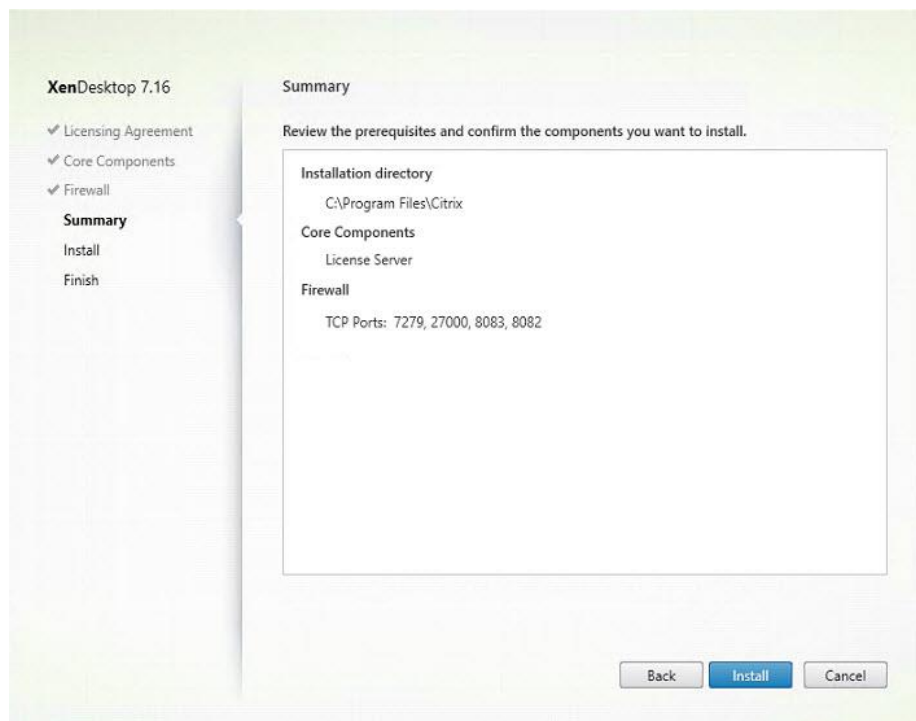 XenDesktop 7.16
Licensing Agreement
Core Components
Firewall
Summary
Install
Finish
Summary
Review the prerequisites and confirm the components you want to install.
Installation directory
C:\Program Files\Citrix
Core Components
License Server
Firewall
TCP Ports: 7279, 27000, 8083, 8082
Back
Install
Cancel